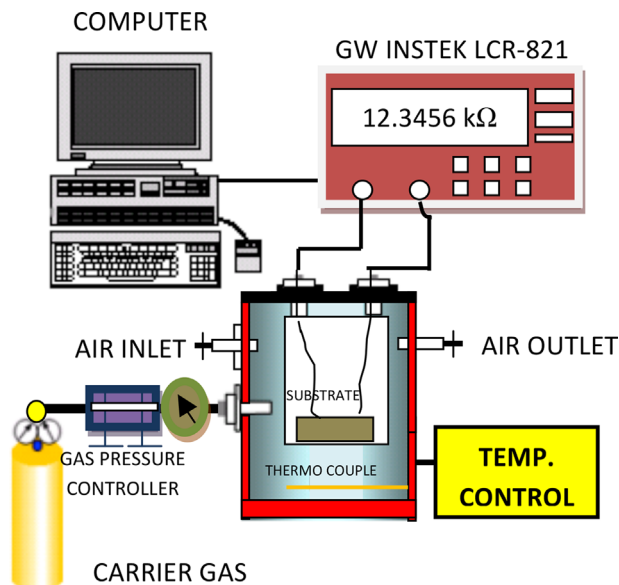 COMPUTER
GW INSTEK LCR-821
12.3456 kΩ
AIR INLET
AIR OUTLET
SUBSTRATE
GAS PRESSURE
CONTROLLER
THERMO COUPLE
TEMP.
CONTROL
CARRIER GAS